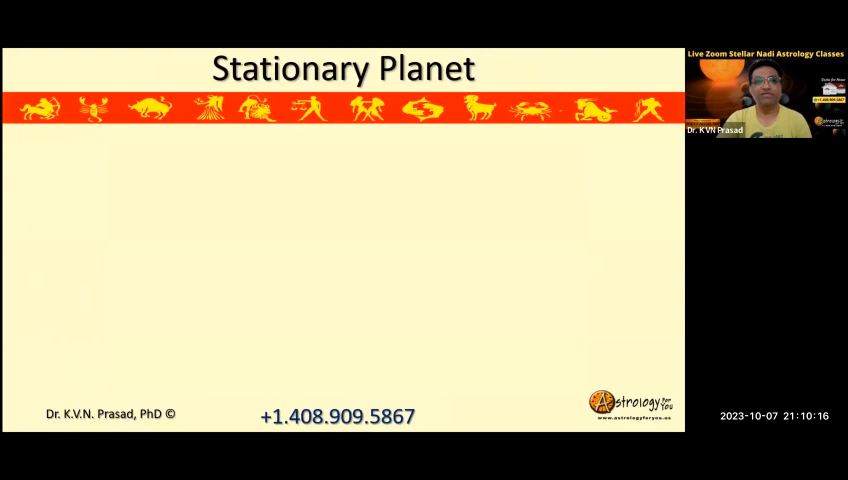 Stationary Planet
Live Zoom Stellar Nadi Astrology Classes
Dr. KVN Prasad
Dr. K.V.N. Prasad, PhD ©
+1.408.909.5867
Astrology For You
www.astrologyforyou.us
2023-10-07 21:10:16